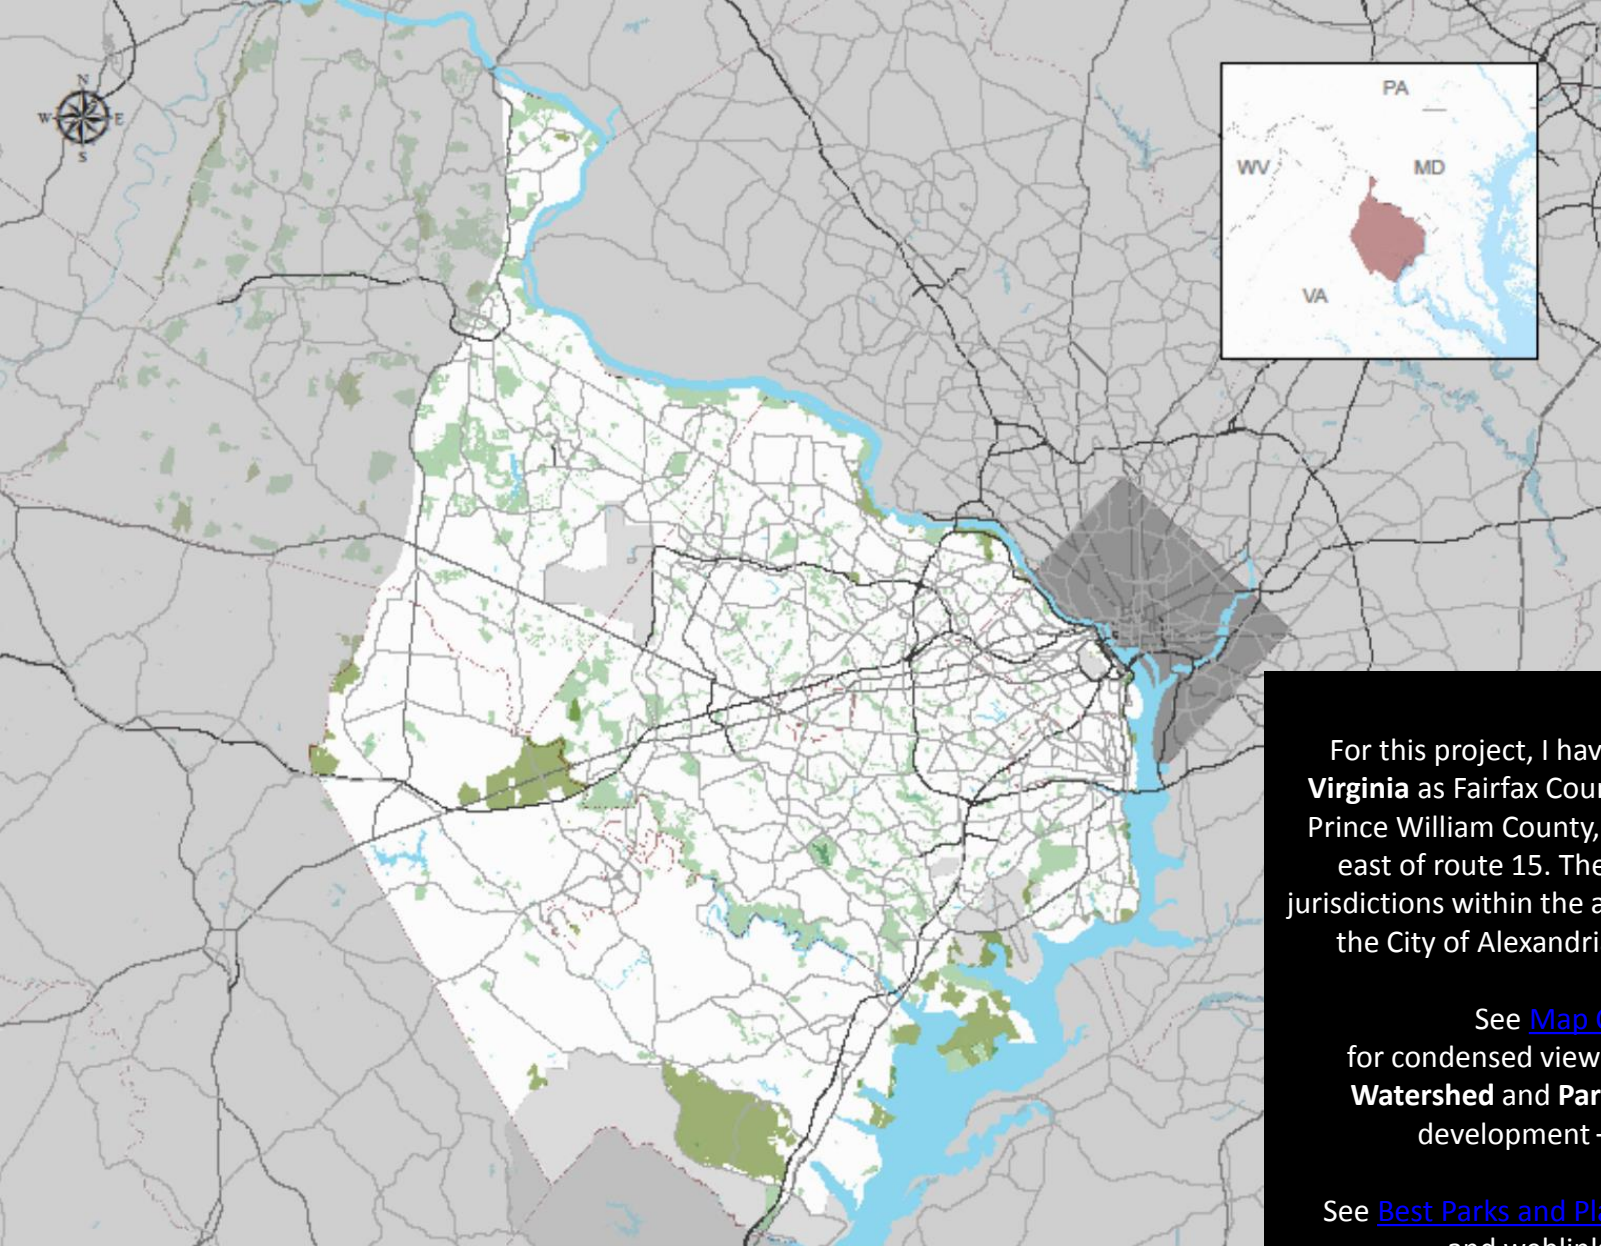 N
W E
S
PA
WV MD
VA
For this project, I hav
Virginia as Fairfax Coun
Prince William County,
east of route 15. The
jurisdictions within the a
the City of Alexandri
See Map
for condensed view
Watershed and Par
development -
See Best Parks and Pla